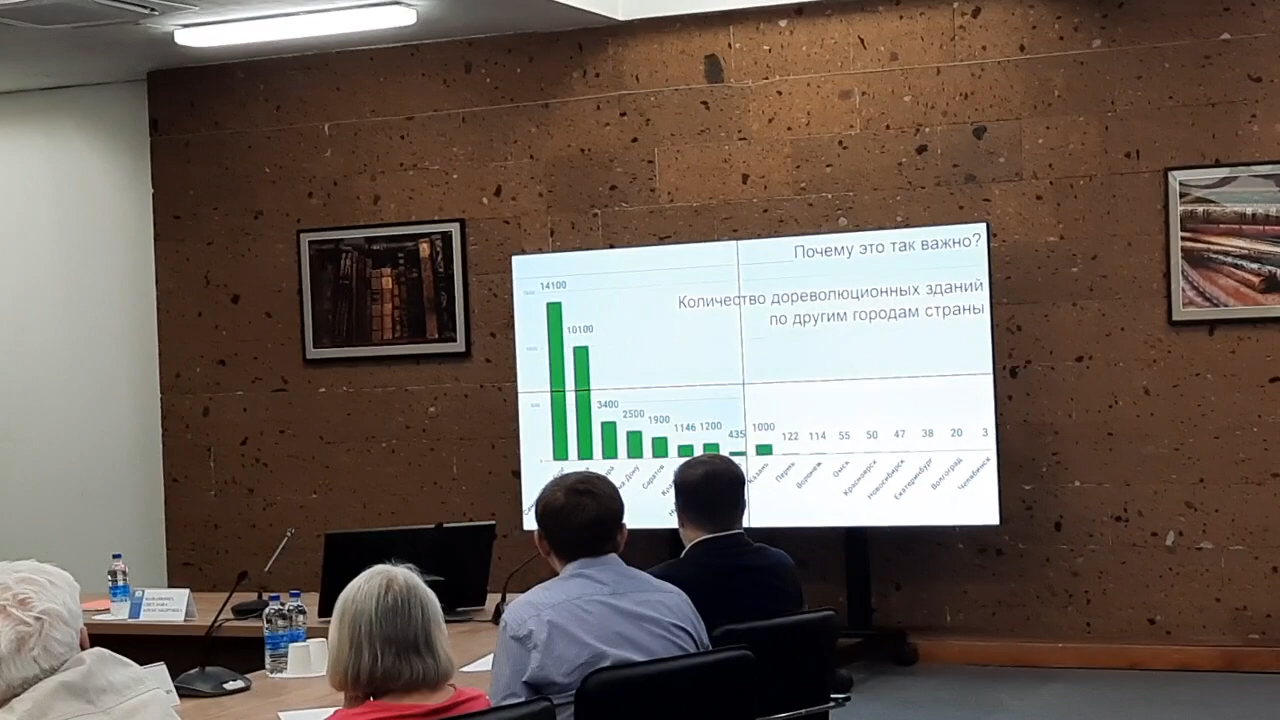 Почему это так важно?
Количество дореволюционных зданий
по другим городам страны
14100
10100
3400
2500
1900
1146
1200
435
1000
122
114
55
50
47
38
20
3
Саратов
Казань
Пермь
Воронеж
Омск
Красноярск
Новосибирск
Екатеринбург
Волгоград
Челябинск
СВЕТЛАНА
АЛЕКСАНДРОВНА